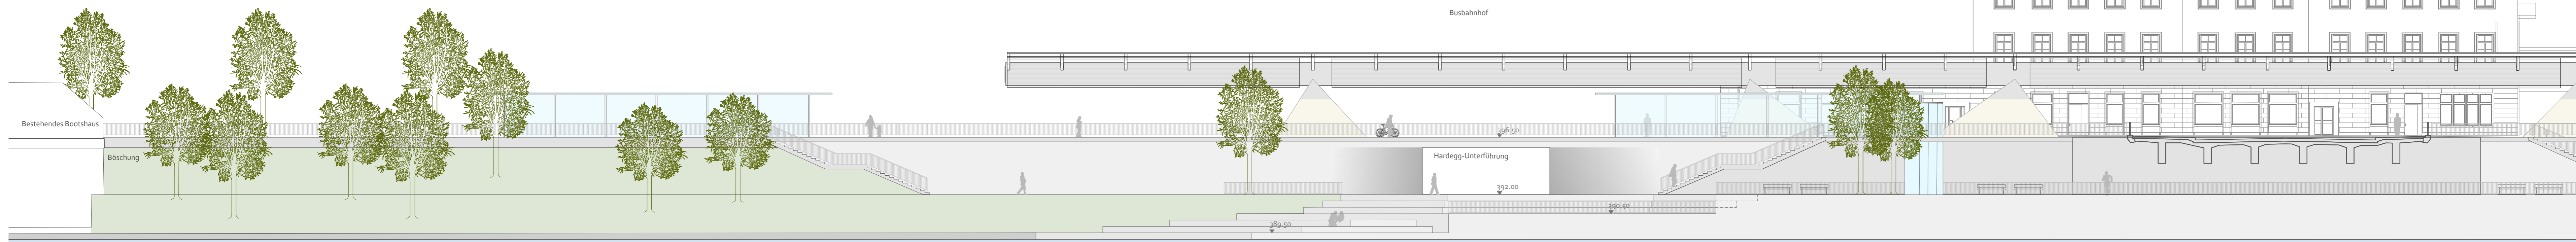 Busbahnhof
Bestehendes Bootshaus
396.50
Böschung
Hardegg-Unterführung
392.00
390.50
389.50